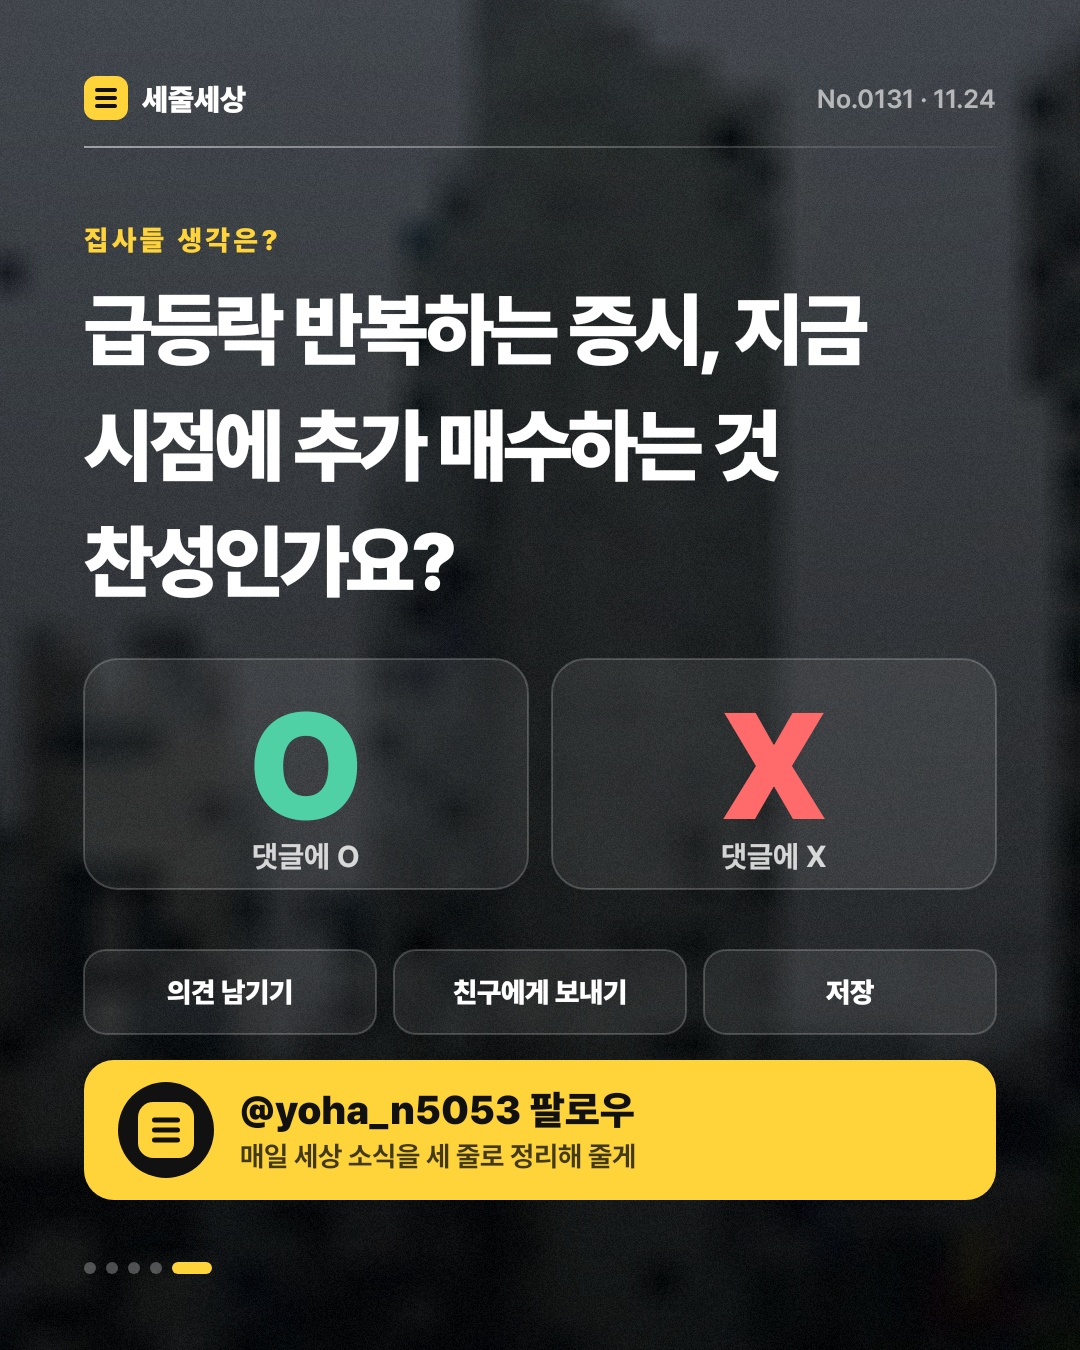 세줄세상
No.0131 · 11.24
집사들 생각은?
급등락 반복하는 증시, 지금
시점에 추가 매수하는 것
찬성인가요?
O
X
댓글에 O
댓글에 X
의견 남기기
친구에게 보내기
저장
@yoha_n5053 팔로우
매일 세상 소식을 세 줄로 정리해 줄게